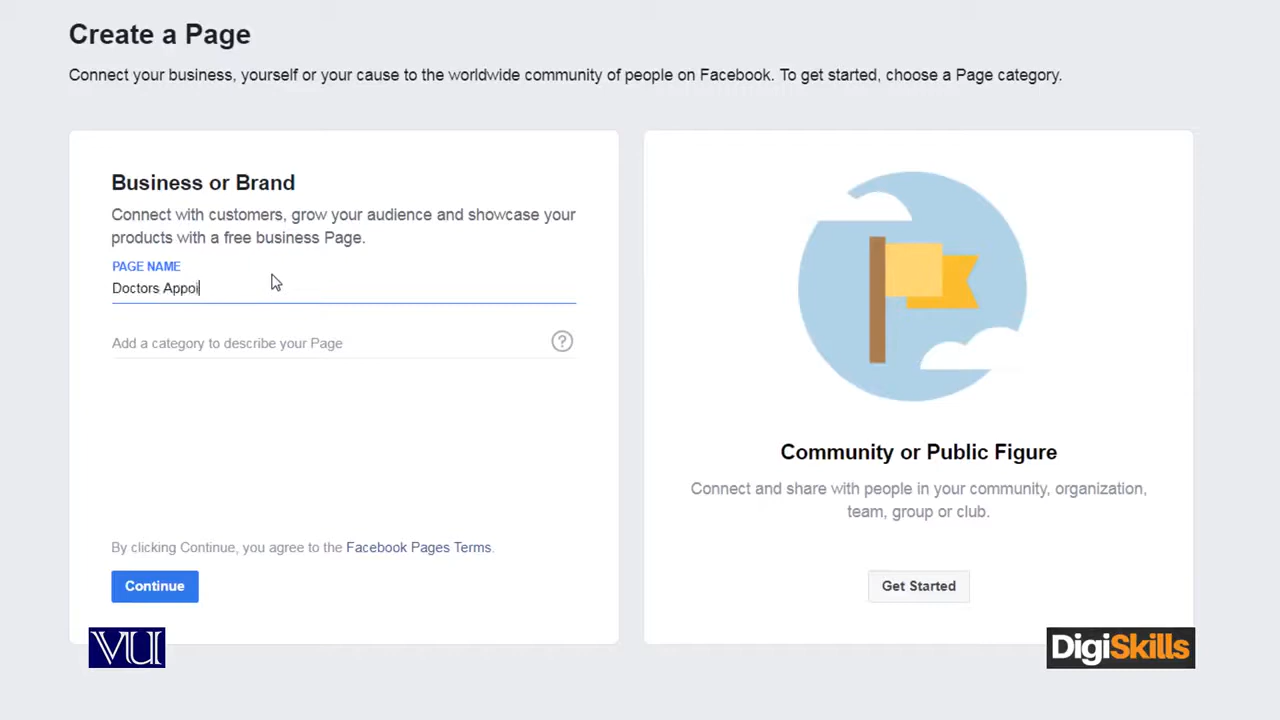 Create a Page
Connect your business, yourself or your cause to the worldwide community of people on Facebook. To get started, choose a Page category.
Business or Brand
Connect with customers, grow your audience and showcase your
products with a free business Page.
PAGE NAME
Doctors Appoi
Add a category to describe your Page
?
By clicking Continue, you agree to the Facebook Pages Terms.
Continue
Community or Public Figure
Connect and share with people in your community, organization,
team, group or club.
Get Started
VU
DigiSkills